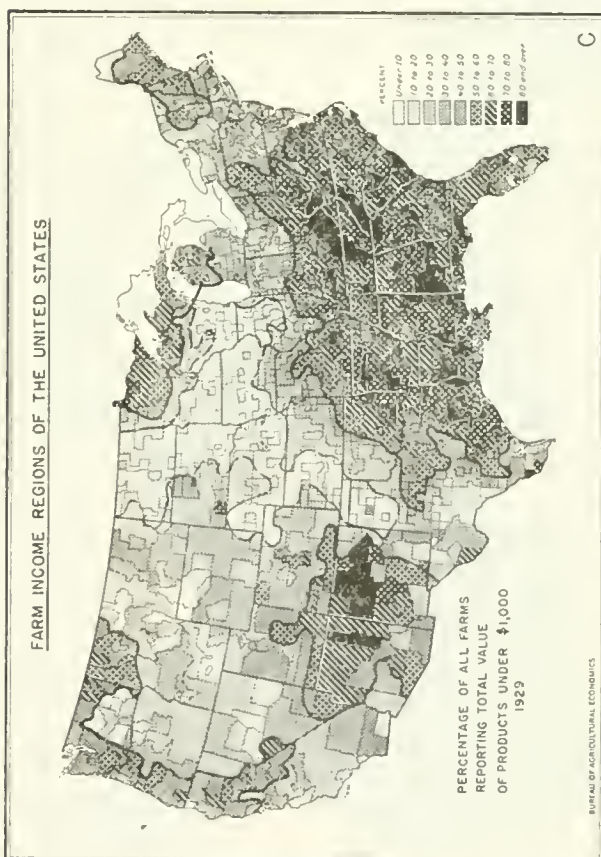 FARM INCOME REGIONS OF THE UNITED STATES
PERCENT
Under 10
10 to 20
20 to 30
30 to 40
40 to 50
50 to 60
60 to 70
70 to 80
80 and over
PERCENTAGE OF ALL FARMS
REPORTING TOTAL VALUE
OF PRODUCTS UNDER $1,000
1929
BUREAU OF AGRICULTURAL ECONOMICS
C